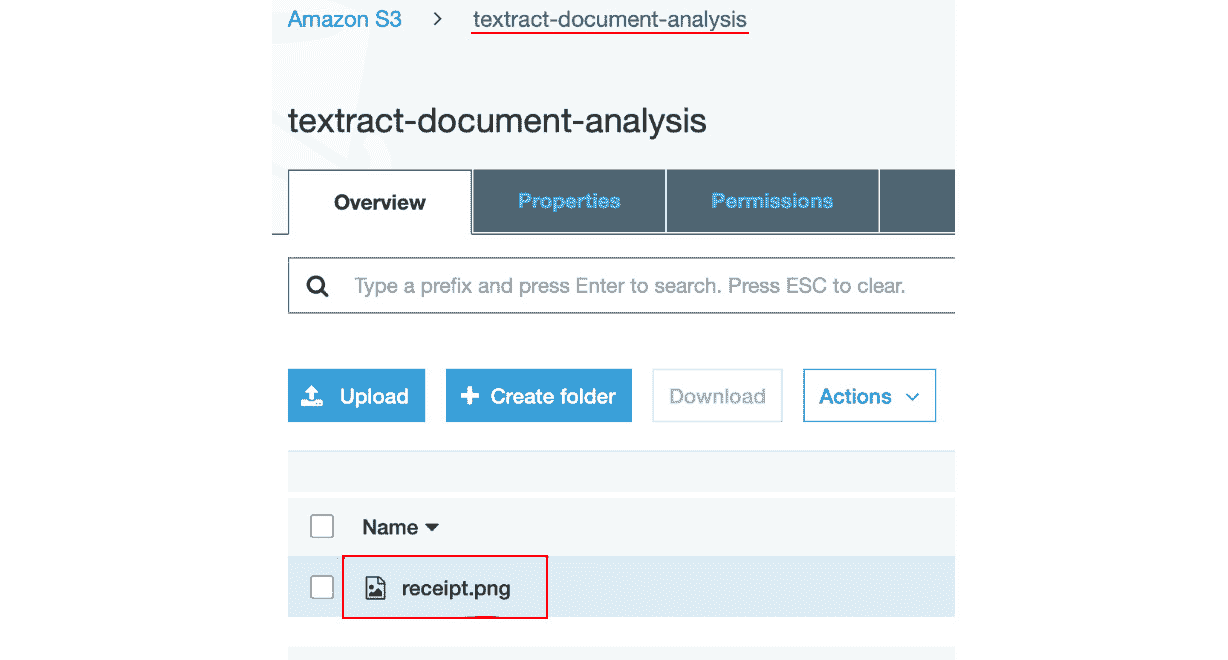 Amazon S3 > textract-document-analysis
textract-document-analysis
Overview Properties Permissions
Type a prefix and press Enter to search. Press ESC to clear.
Upload + Create folder Download Actions
Name
receipt.png